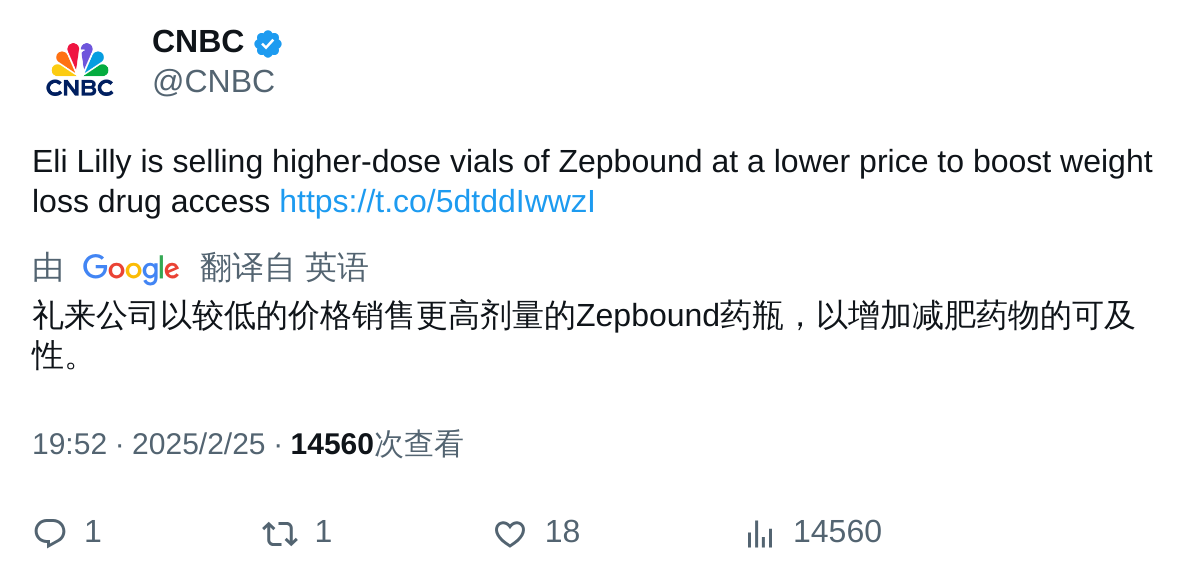 CNBC
CNBC
@CNBC
Eli Lilly is selling higher-dose vials of Zepbound at a lower price to boost weight
loss drug access https://t.co/5dtddIwwzI
由 Google 翻译自 英语
礼来公司以较低的价格销售更高剂量的Zepbound药瓶，以增加减肥药物的可及
性。
19:52 · 2025/2/25 · 14560次查看
1 1 18 14560